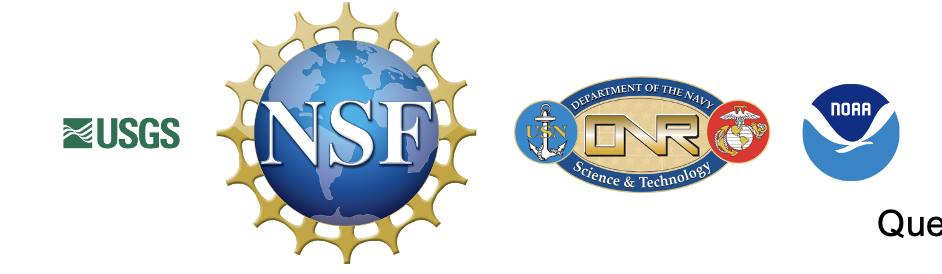 USGS
NSF
DEPARTMENT OF THE NAVY
USN
ONR
Science & Technology
NOAA
Que